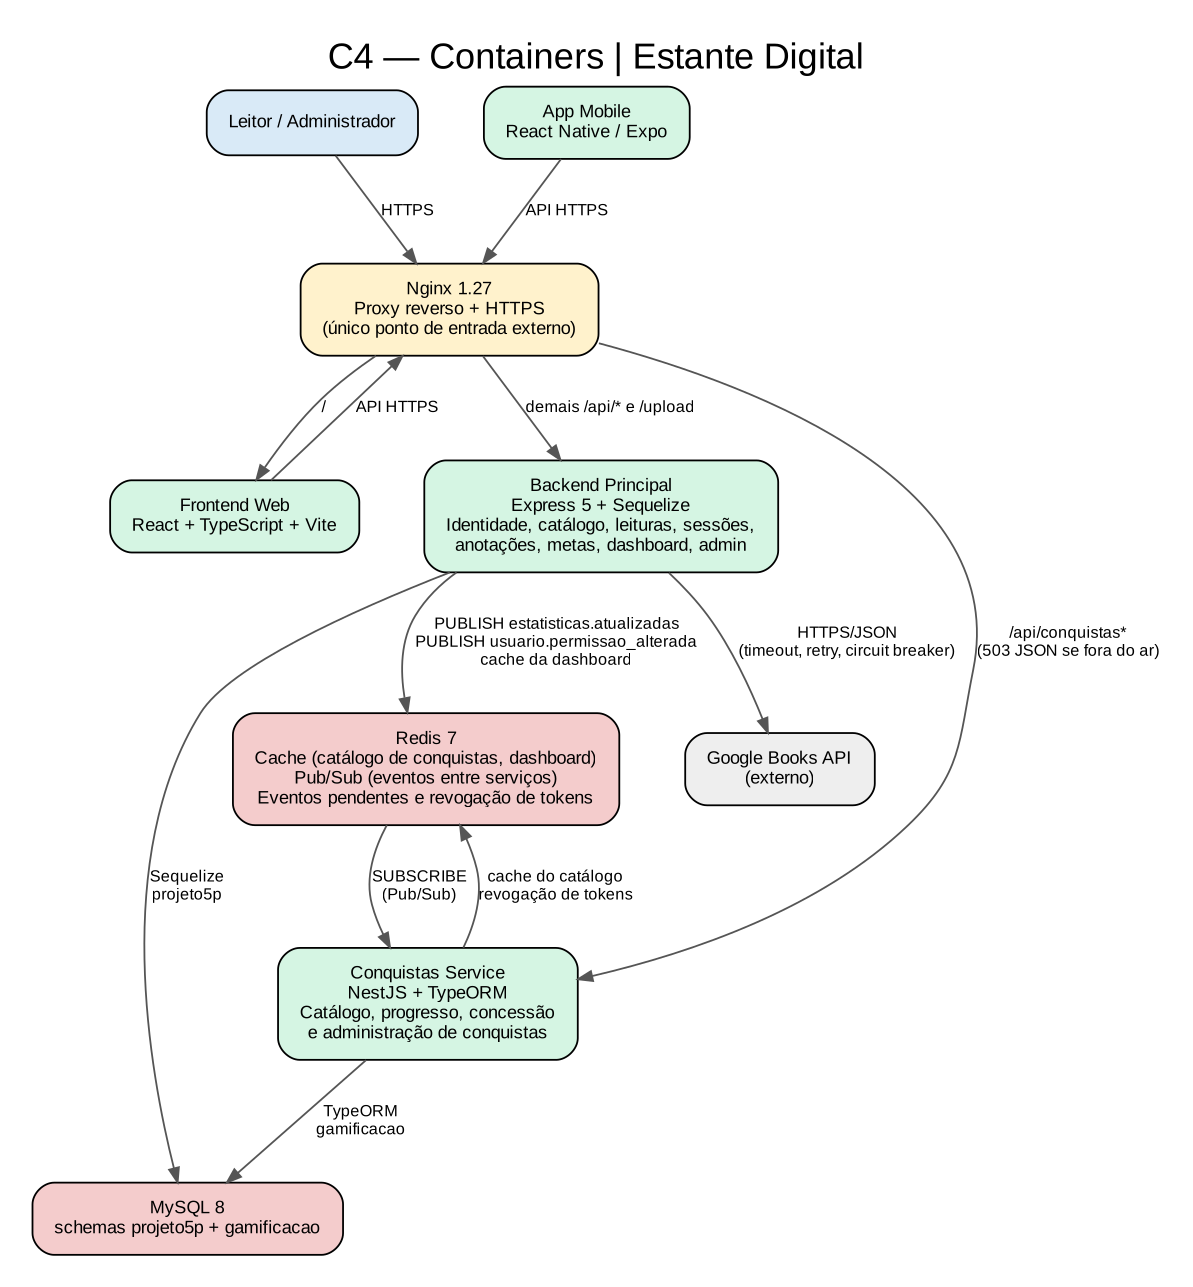 C4 — Containers | Estante Digital
Leitor / Administrador
App Mobile
React Native / Expo
HTTPS
API HTTPS
Nginx 1.27
Proxy reverso + HTTPS
(único ponto de entrada externo)
/
API HTTPS
demais /api/* e /upload
Frontend Web
React + TypeScript + Vite
Backend Principal
Express 5 + Sequelize
Identidade, catálogo, leituras, sessões,
anotações, metas, dashboard, admin
PUBLISH estatisticas.atualizadas
PUBLISH usuario.permissao_alterada
cache da dashboard
HTTPS/JSON
(timeout, retry, circuit breaker)
/api/conquistas*
(503 JSON se fora do ar)
Redis 7
Cache (catálogo de conquistas, dashboard)
Pub/Sub (eventos entre serviços)
Eventos pendentes e revogação de tokens
Google Books API
(externo)
Sequelize
projeto5p
SUBSCRIBE
(Pub/Sub)
cache do catálogo
revogação de tokens
Conquistas Service
NestJS + TypeORM
Catálogo, progresso, concessão
e administração de conquistas
TypeORM
gamificacao
MySQL 8
schemas projeto5p + gamificacao